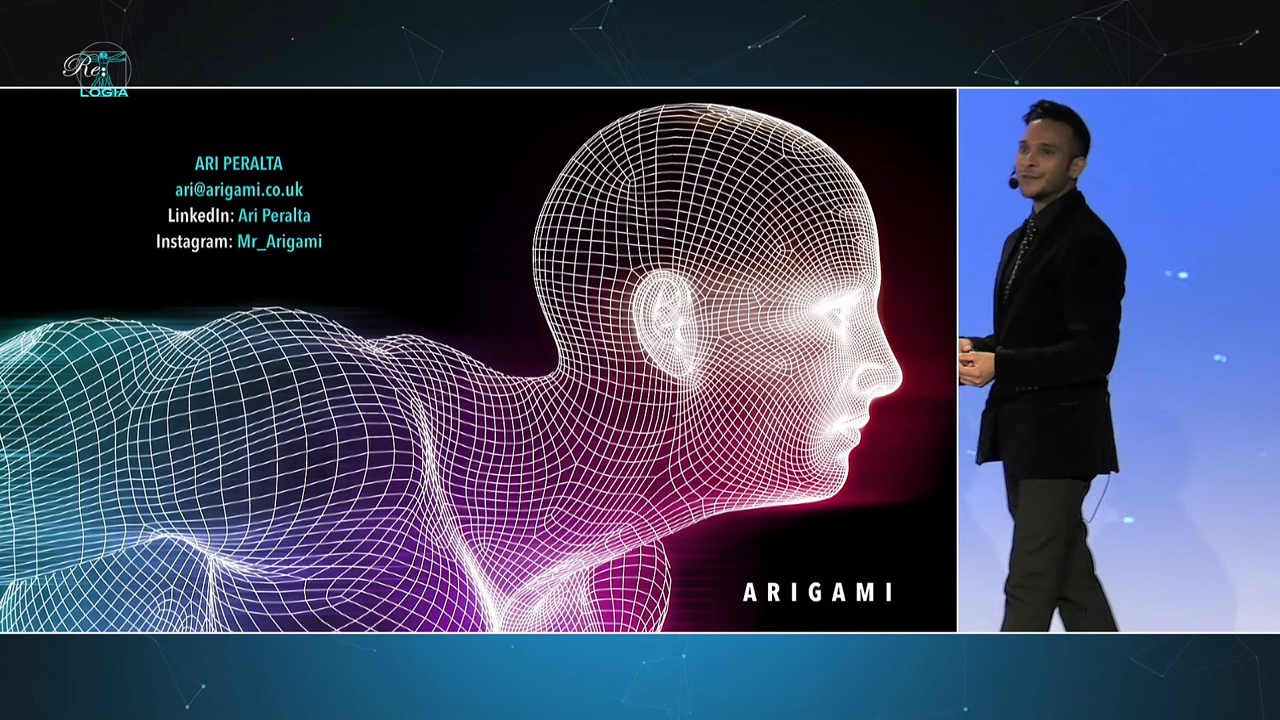 Re:
LOGIA
ARI PERALTA
ari@arigami.co.uk
LinkedIn: Ari Peralta
Instagram: Mr_Arigami
ARIGAMI